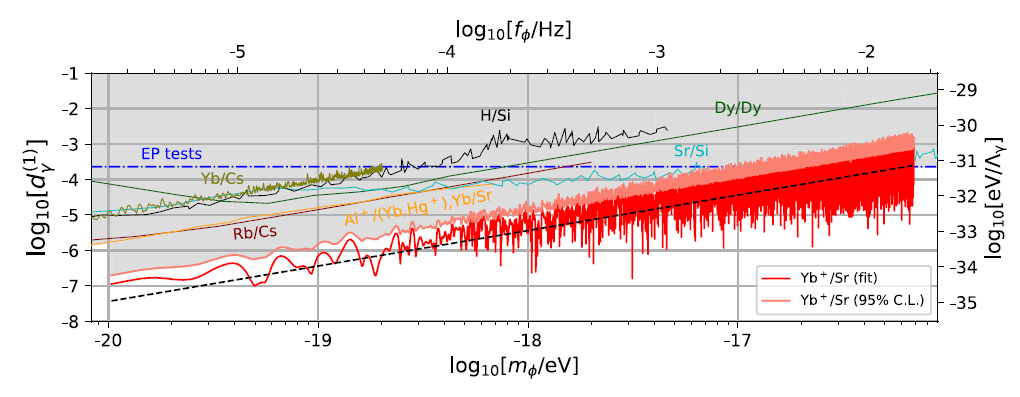 log₁₀[f_ϕ/Hz]
-5 -4 -3 -2
-1 -29
-2 Dy/Dy
H/Si -30
-3
EP tests Sr/Si -31
Yb/Cs
-4 -32
Al⁺/(Yb,Hg⁺),Yb/Sr
-5
Rb/Cs -33
-6
-34
-7 Yb⁺/Sr (fit)
Yb⁺/Sr (95% C.L.) -35
-8
log₁₀[d_γ⁽¹⁾]
log₁₀[eV/Λ_γ]
-20 -19 -18 -17
log₁₀[m_ϕ/eV]